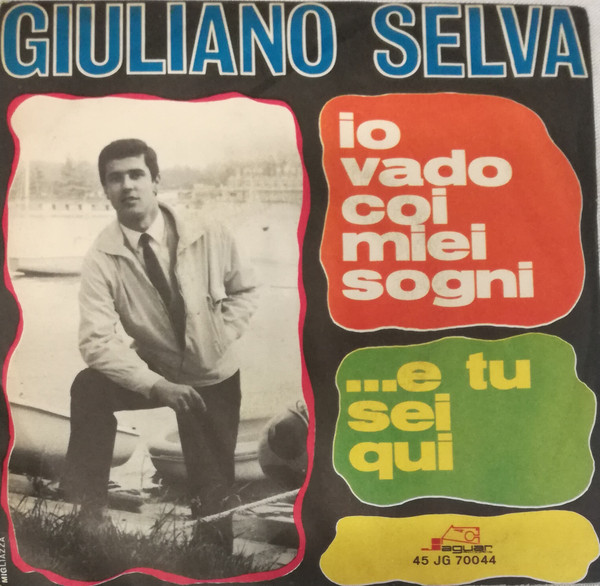 GIULIANO SELVA
io
vado
coi
miei
sogni
...e tu
sei
qui
Jaguar
45 JG 70044
MIGLIAZZA